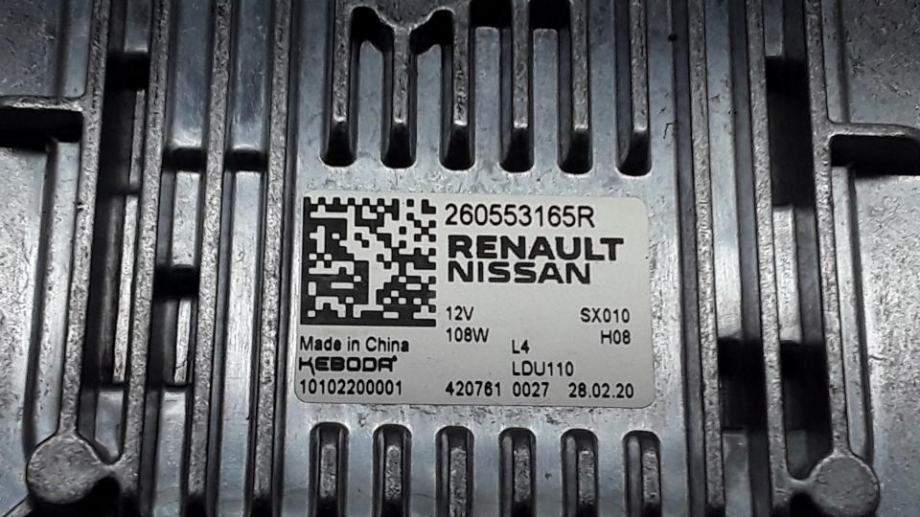 260553165R
RENAULT
NISSAN
12V SX010
108W H08
Made in China L4
KEBODA LDU110
10102200001 420761 0027 28.02.20